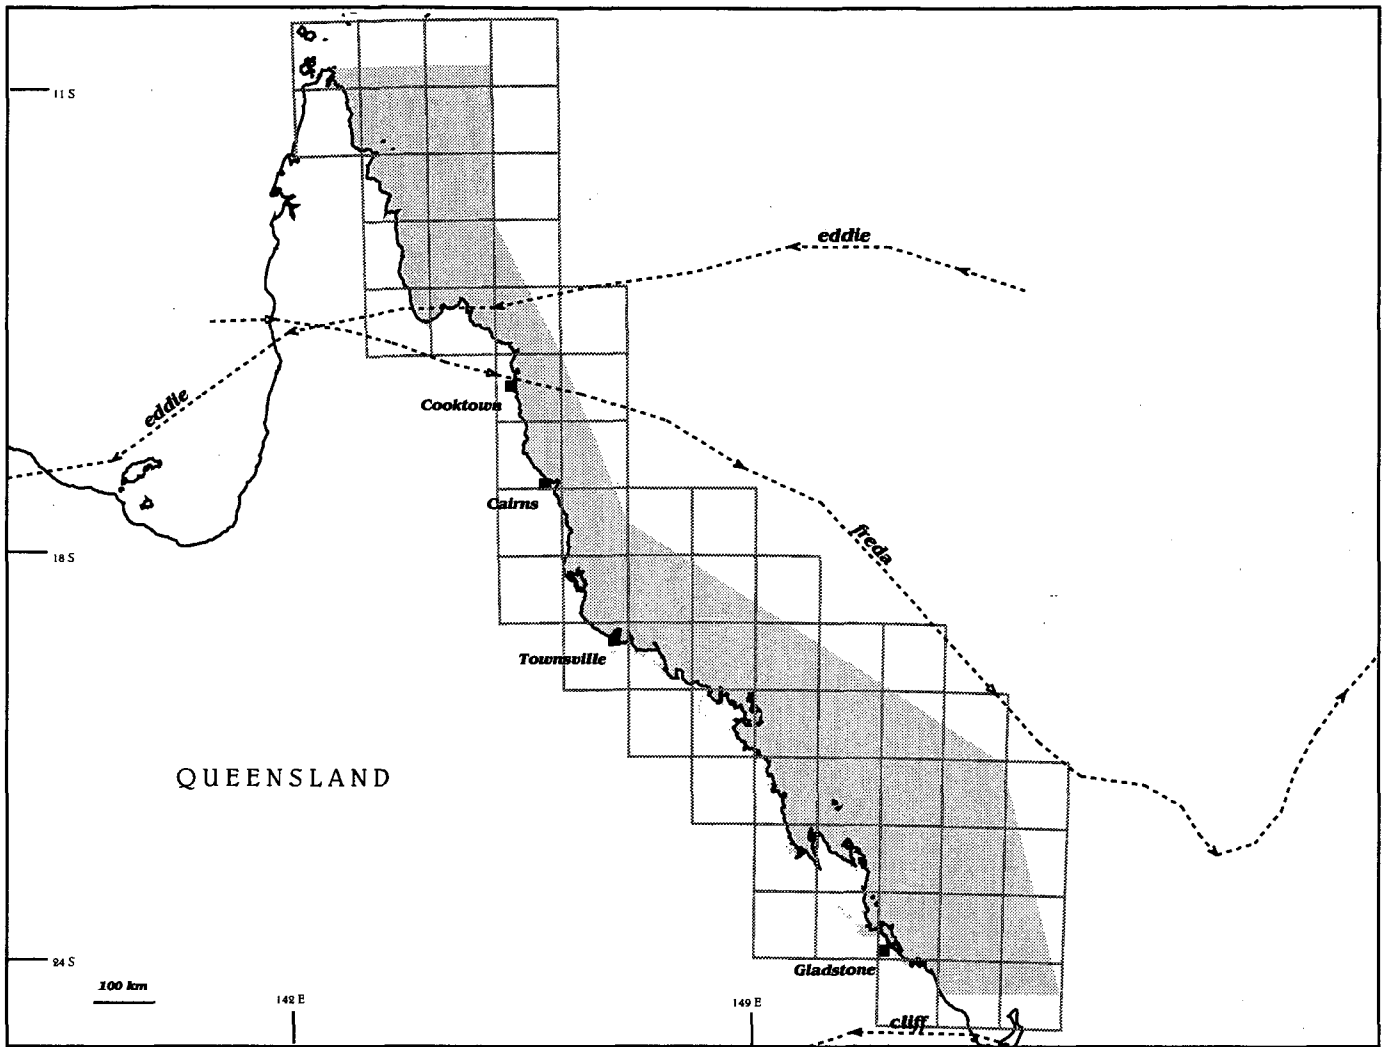 11 S
eddie
eddie
Cooktown
Cairns
freda
18 S
Townsville
QUEENSLAND
24 S
Gladstone
100 km
142 E
149 E
cliff